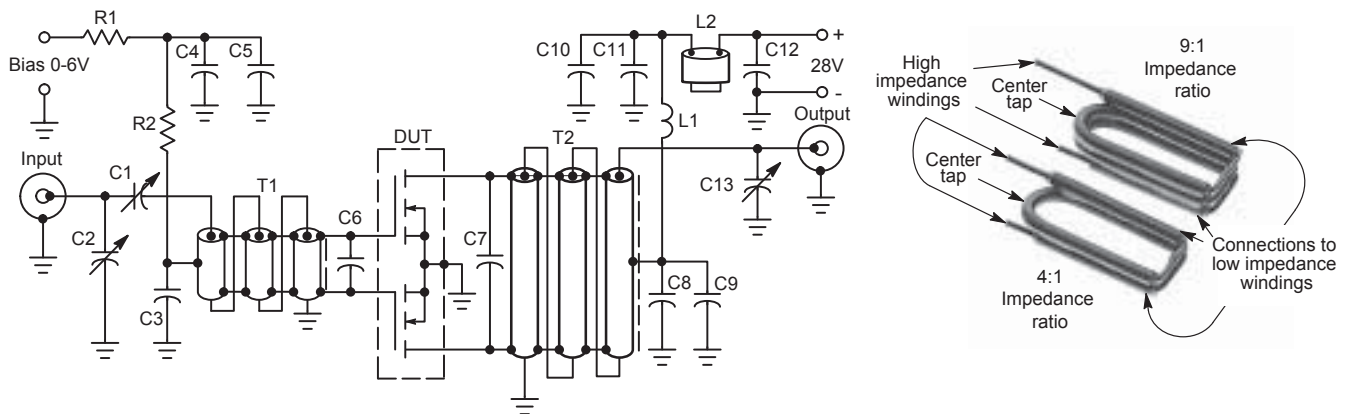 R1
C4
C5
Bias 0-6V
R2
Input
C1
C2
C3
T1
C6
DUT
C7
T2
C10
C11
L2
C12
+
28V
-
L1
Output
C13
C8
C9
High
impedance
windings
Center
tap
9:1
Impedance
ratio
Center
tap
4:1
Impedance
ratio
Connections to
low impedance
windings